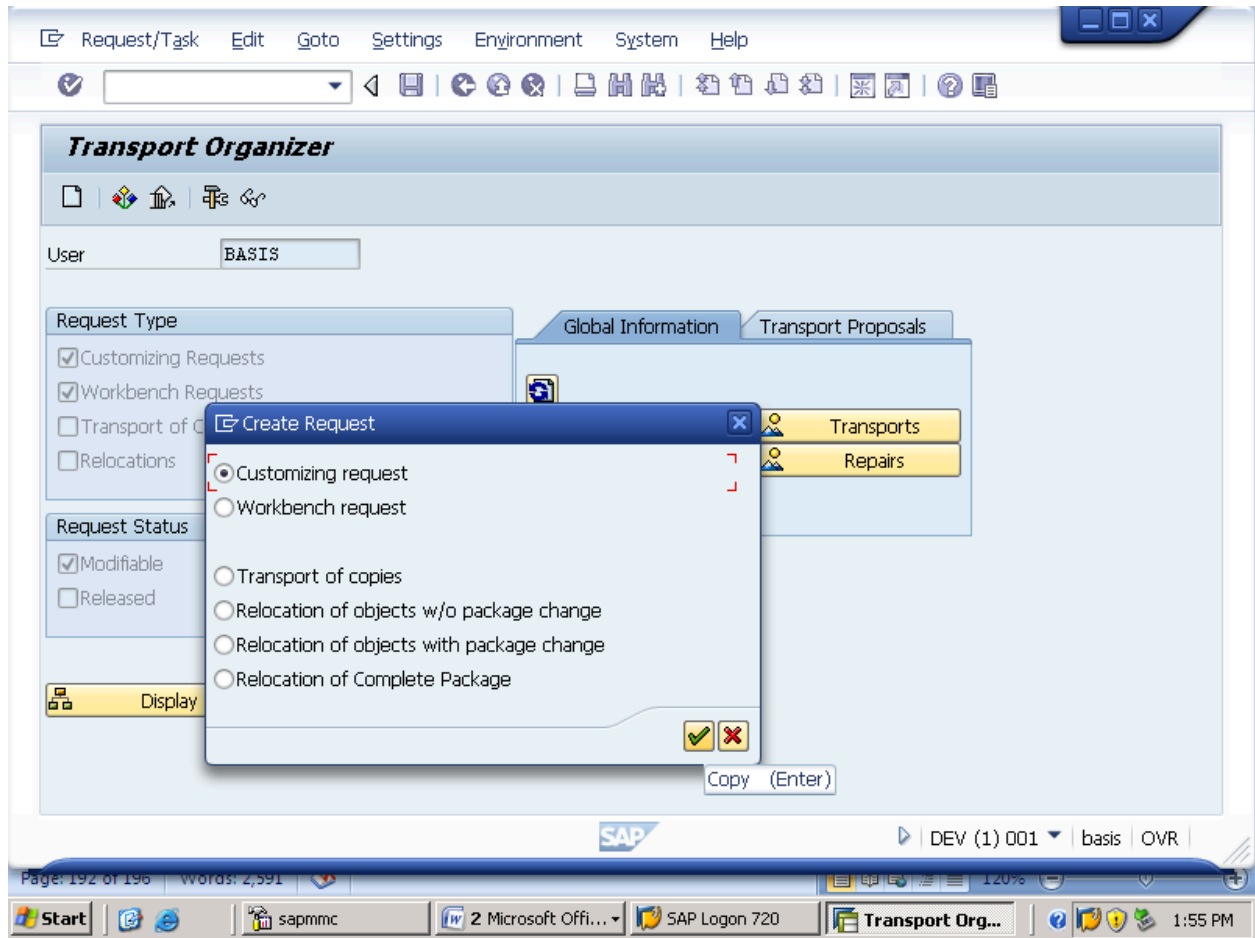 Request/Task Edit Goto Settings Environment System Help
Transport Organizer
User BASIS
Request Type
Customizing Requests
Workbench Requests
Transport of C
Relocations
Request Status
Modifiable
Released
Display
Global Information Transport Proposals
Transports
Repairs
Create Request
Customizing request
Workbench request
Transport of copies
Relocation of objects w/o package change
Relocation of objects with package change
Relocation of Complete Package
Copy (Enter)
SAP DEV (1) 001 basis OVR
Page: 192 of 196 Words: 2,591 120%
Start sapmmc 2 Microsoft Offi... SAP Logon 720 Transport Org... 1:55 PM